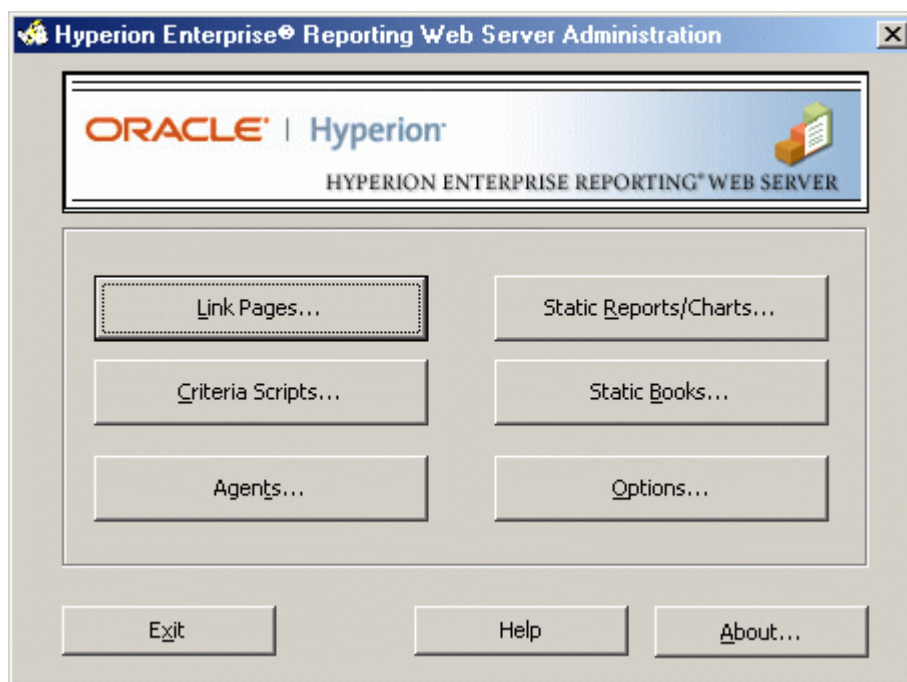 Hyperion Enterprise® Reporting Web Server Administration
ORACLE® | Hyperion®
HYPERION ENTERPRISE REPORTING® WEB SERVER
Link Pages... Static Reports/Charts...
Criteria Scripts... Static Books...
Agents... Options...
Exit Help About...